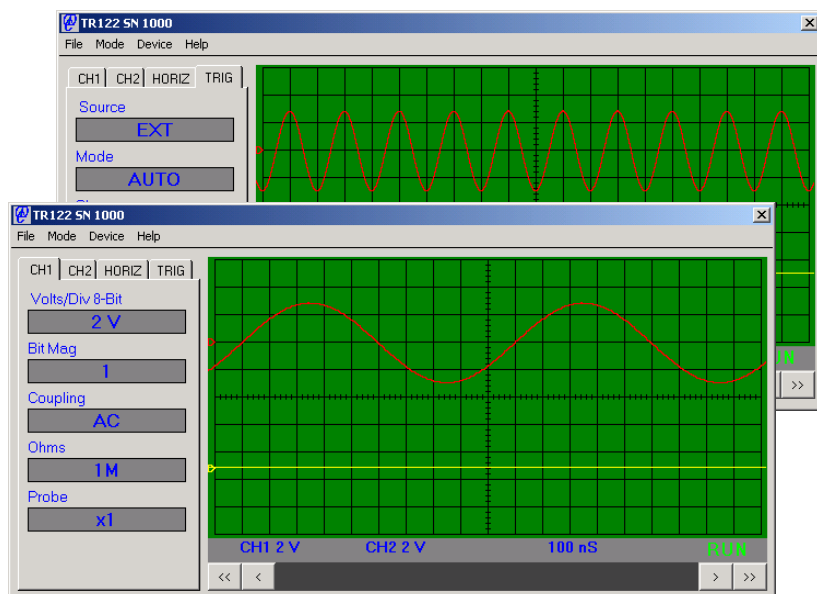 TR122 SN 1000
File Mode Device Help
CH1 CH2 HORIZ TRIG
Source
EXT
Mode
AUTO
TR122 SN 1000
File Mode Device Help
CH1 CH2 HORIZ TRIG
Volts/Div 8-Bit
2 V
Bit Mag
1
Coupling
AC
Ohms
1M
Probe
x1
CH1 2 V CH2 2 V 100 nS RUN
<< < > >>
>>